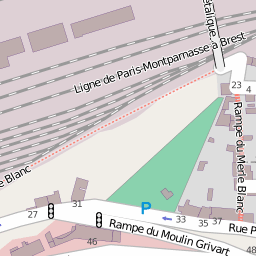 étallique
Ligne de Paris-Montparnasse à Brest
23
4
Rampe du Merle Blanc
e Blanc
27
31
P
33
35
37
Rue P
Rampe du Moulin Grivart
46
48